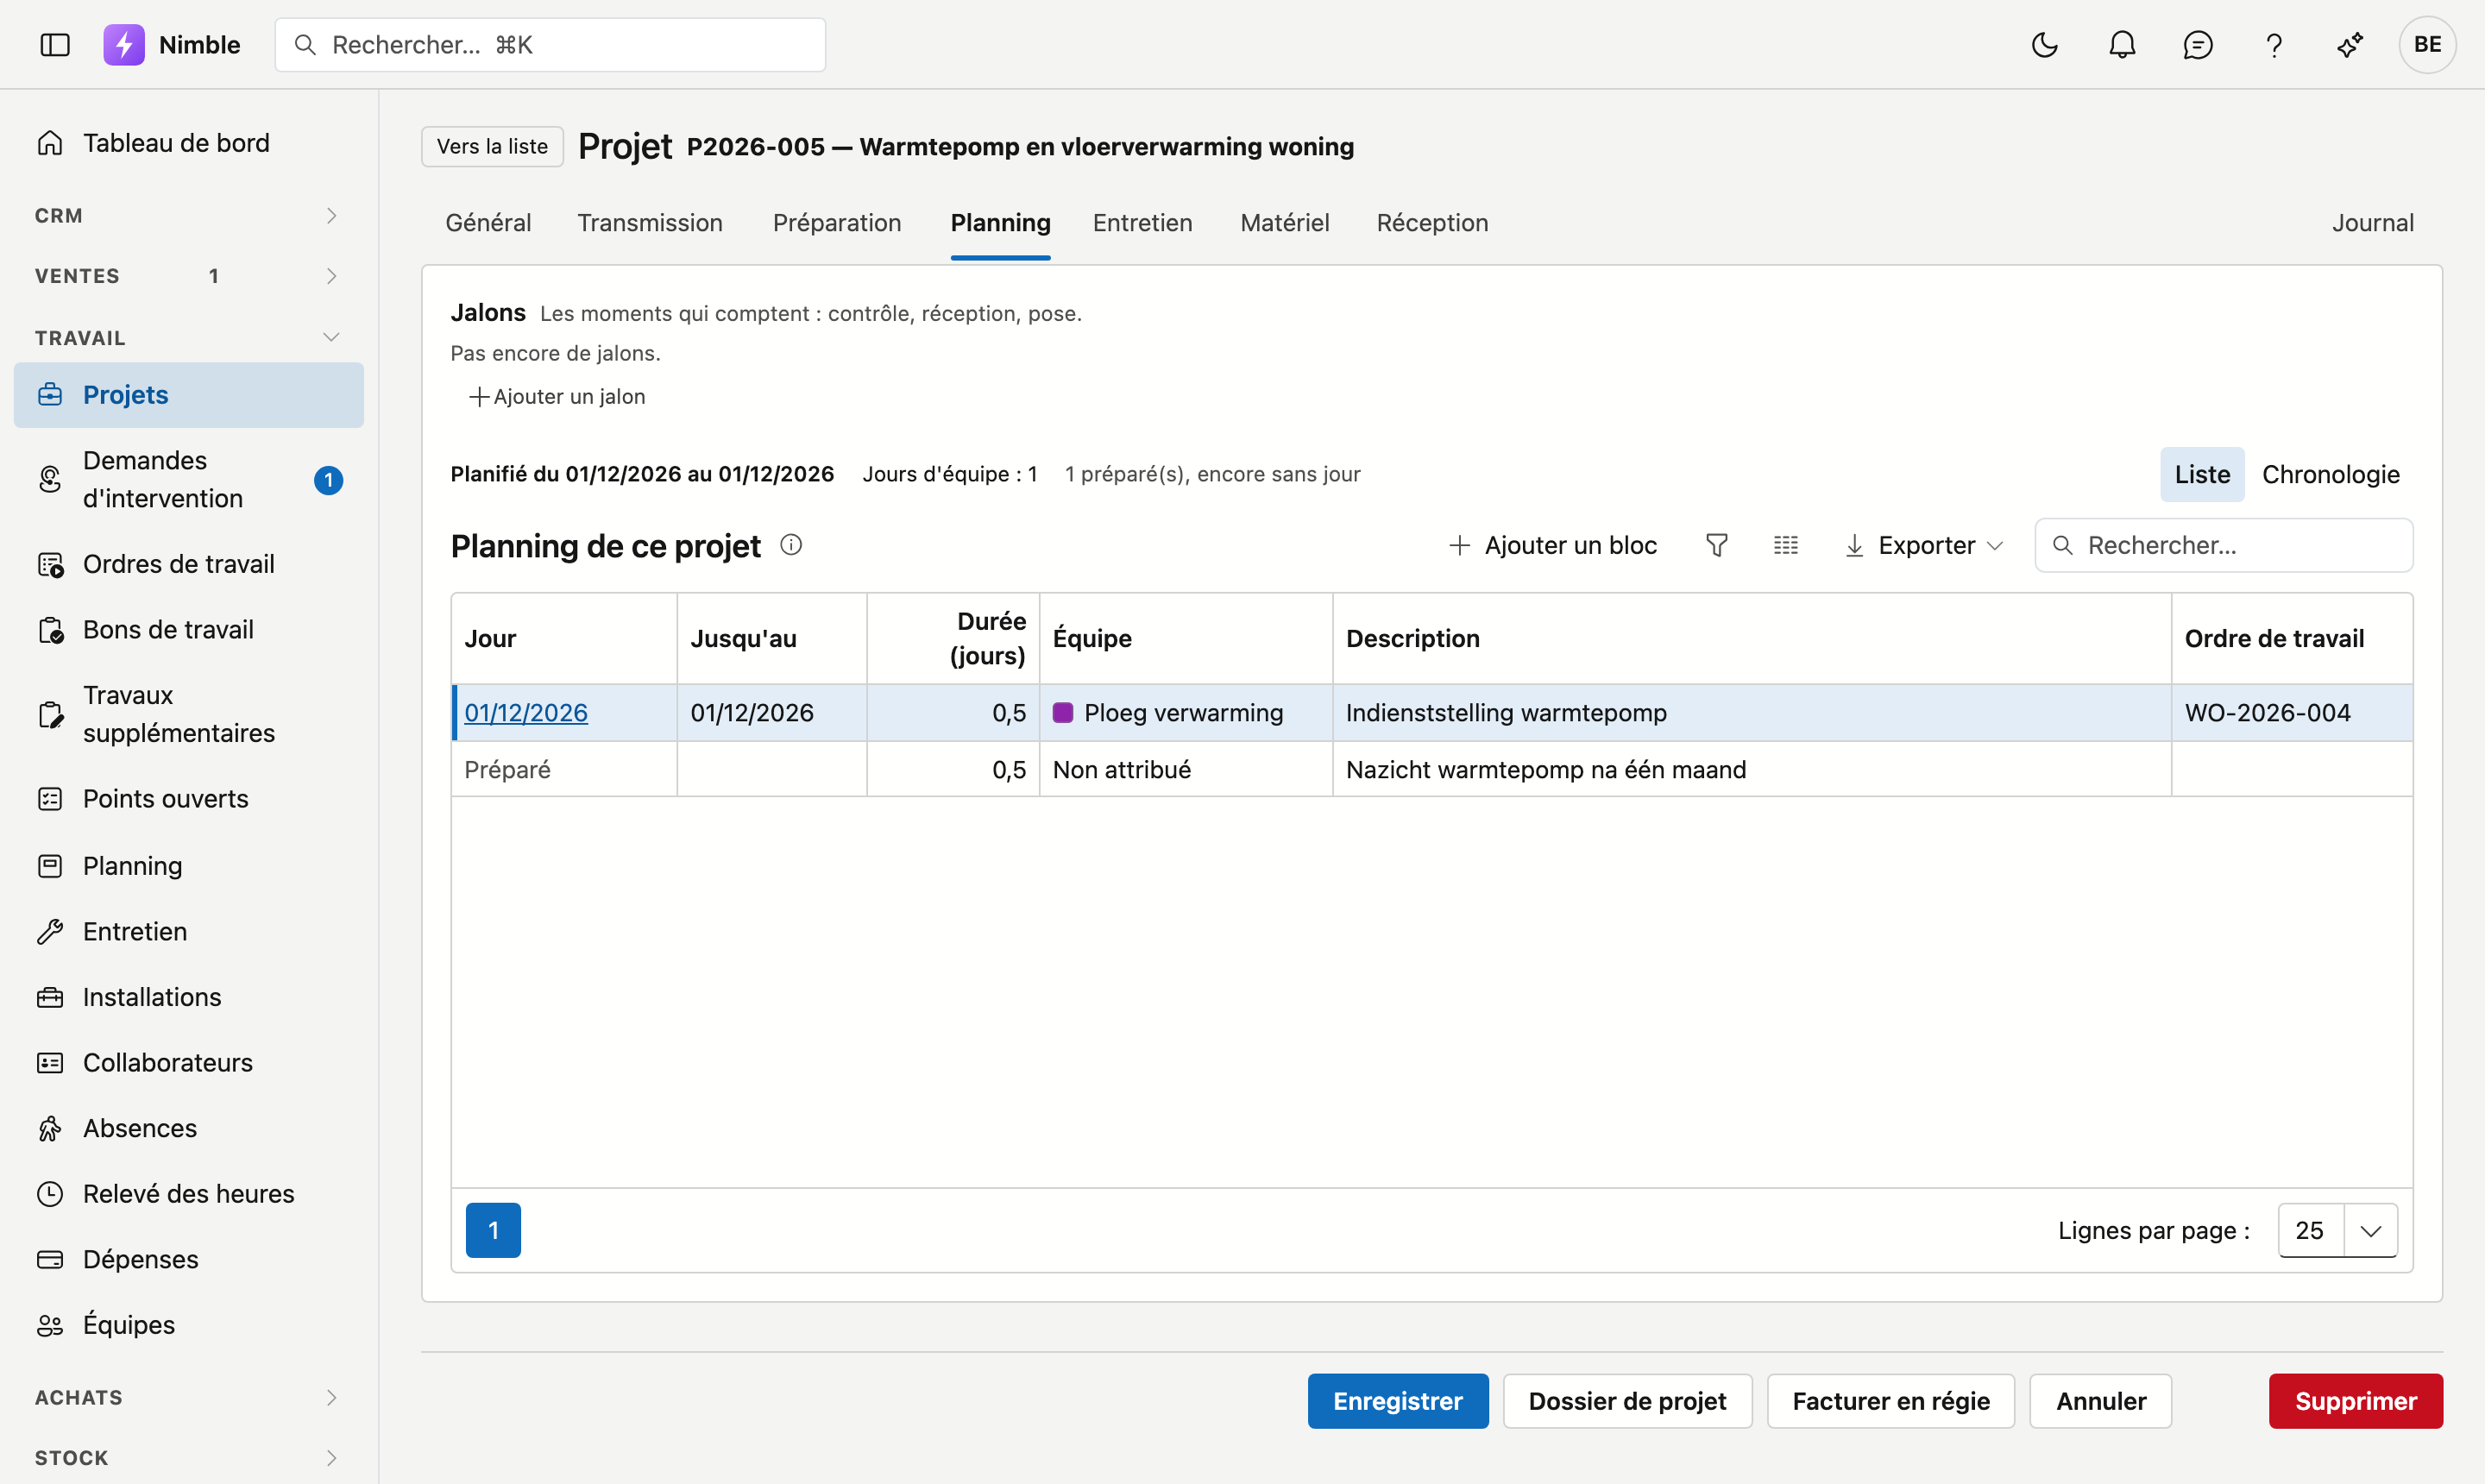 Nimble
Rechercher... ⌘K
BE
Tableau de bord
CRM
VENTES 1
TRAVAIL
Projets
Demandes
d'intervention
1
Ordres de travail
Bons de travail
Travaux
supplémentaires
Points ouverts
Planning
Entretien
Installations
Collaborateurs
Absences
Relevé des heures
Dépenses
Équipes
ACHATS
STOCK
Vers la liste
Projet P2026-005 — Warmtepomp en vloerverwarming woning
Général
Transmission
Préparation
Planning
Entretien
Matériel
Réception
Journal
Jalons Les moments qui comptent : contrôle, réception, pose.
Pas encore de jalons.
Ajouter un jalon
Planifié du 01/12/2026 au 01/12/2026 Jours d'équipe : 1 1 préparé(s), encore sans jour
Liste
Chronologie
Planning de ce projet
Ajouter un bloc
Exporter
Rechercher...
Jour Jusqu'au Durée (jours) Équipe Description Ordre de travail
01/12/2026 01/12/2026 0,5 Ploeg verwarming Indienststelling warmtepomp WO-2026-004
Préparé 0,5 Non attribué Nazicht warmtepomp na één maand
1
Lignes par page : 25
Enregistrer
Dossier de projet
Facturer en régie
Annuler
Supprimer